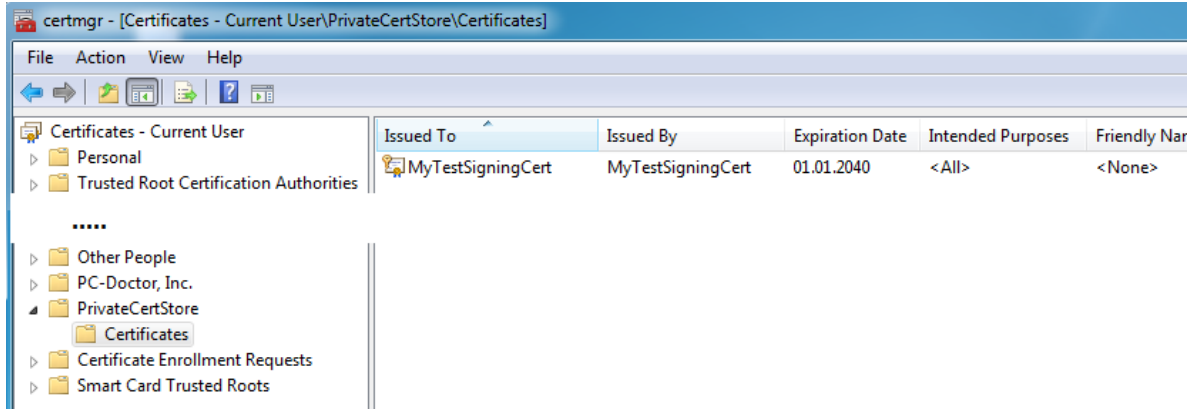 certmgr - [Certificates - Current User\PrivateCertStore\Certificates]
File Action View Help
Certificates - Current User
Personal
Trusted Root Certification Authorities
.....
Other People
PC-Doctor, Inc.
PrivateCertStore
Certificates
Certificate Enrollment Requests
Smart Card Trusted Roots
Issued To Issued By Expiration Date Intended Purposes Friendly Nar
MyTestSigningCert MyTestSigningCert 01.01.2040 <All> <None>